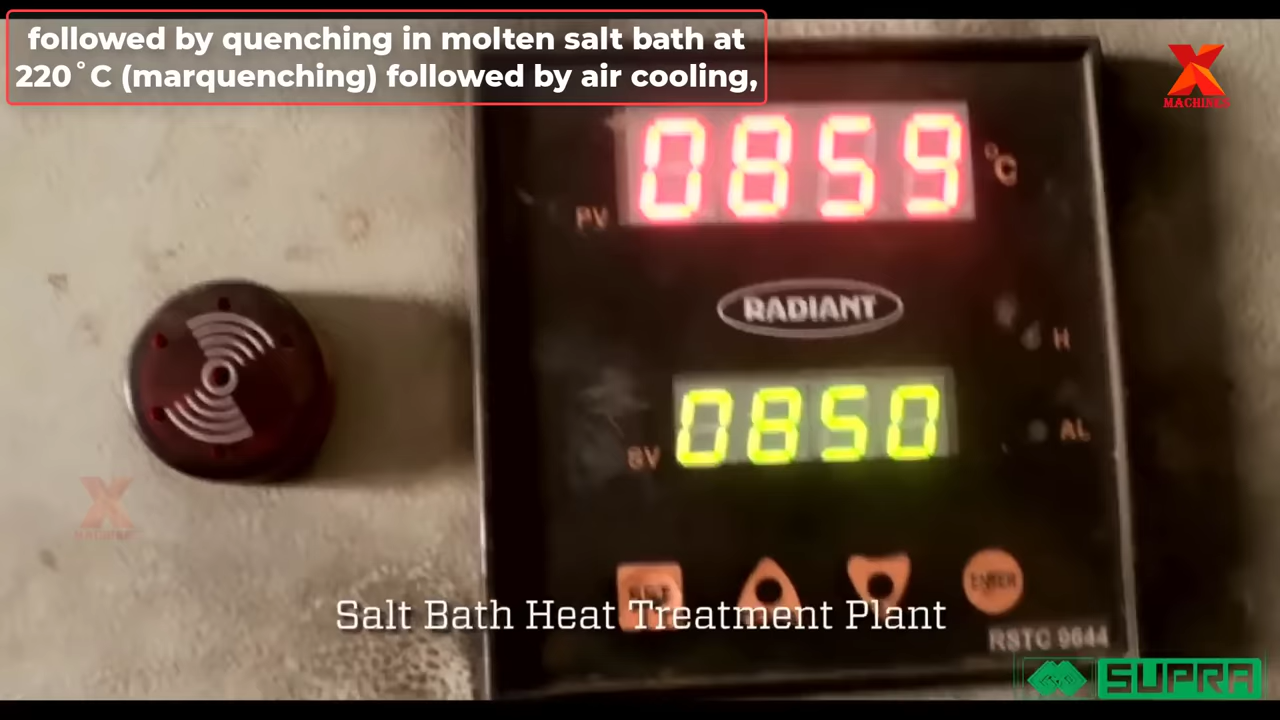 followed by quenching in molten salt bath at
220°C (marquenching) followed by air cooling,
X
MACHINES
0859
°C
PV
RADIANT
H
0850
SV
AL
ENTER
Salt Bath Heat Treatment Plant
RSTC 9644
SUPRA